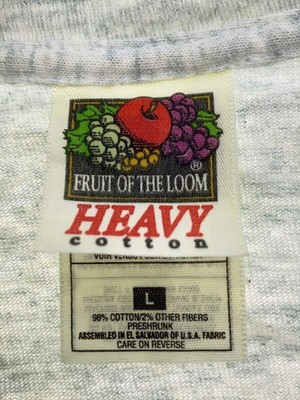 ®
FRUIT OF THE LOOM
HEAVY
cotton
L
98% COTTON/2% OTHER FIBERS
PRESHRUNK
ASSEMBLED IN EL SALVADOR OF U.S.A. FABRIC
CARE ON REVERSE